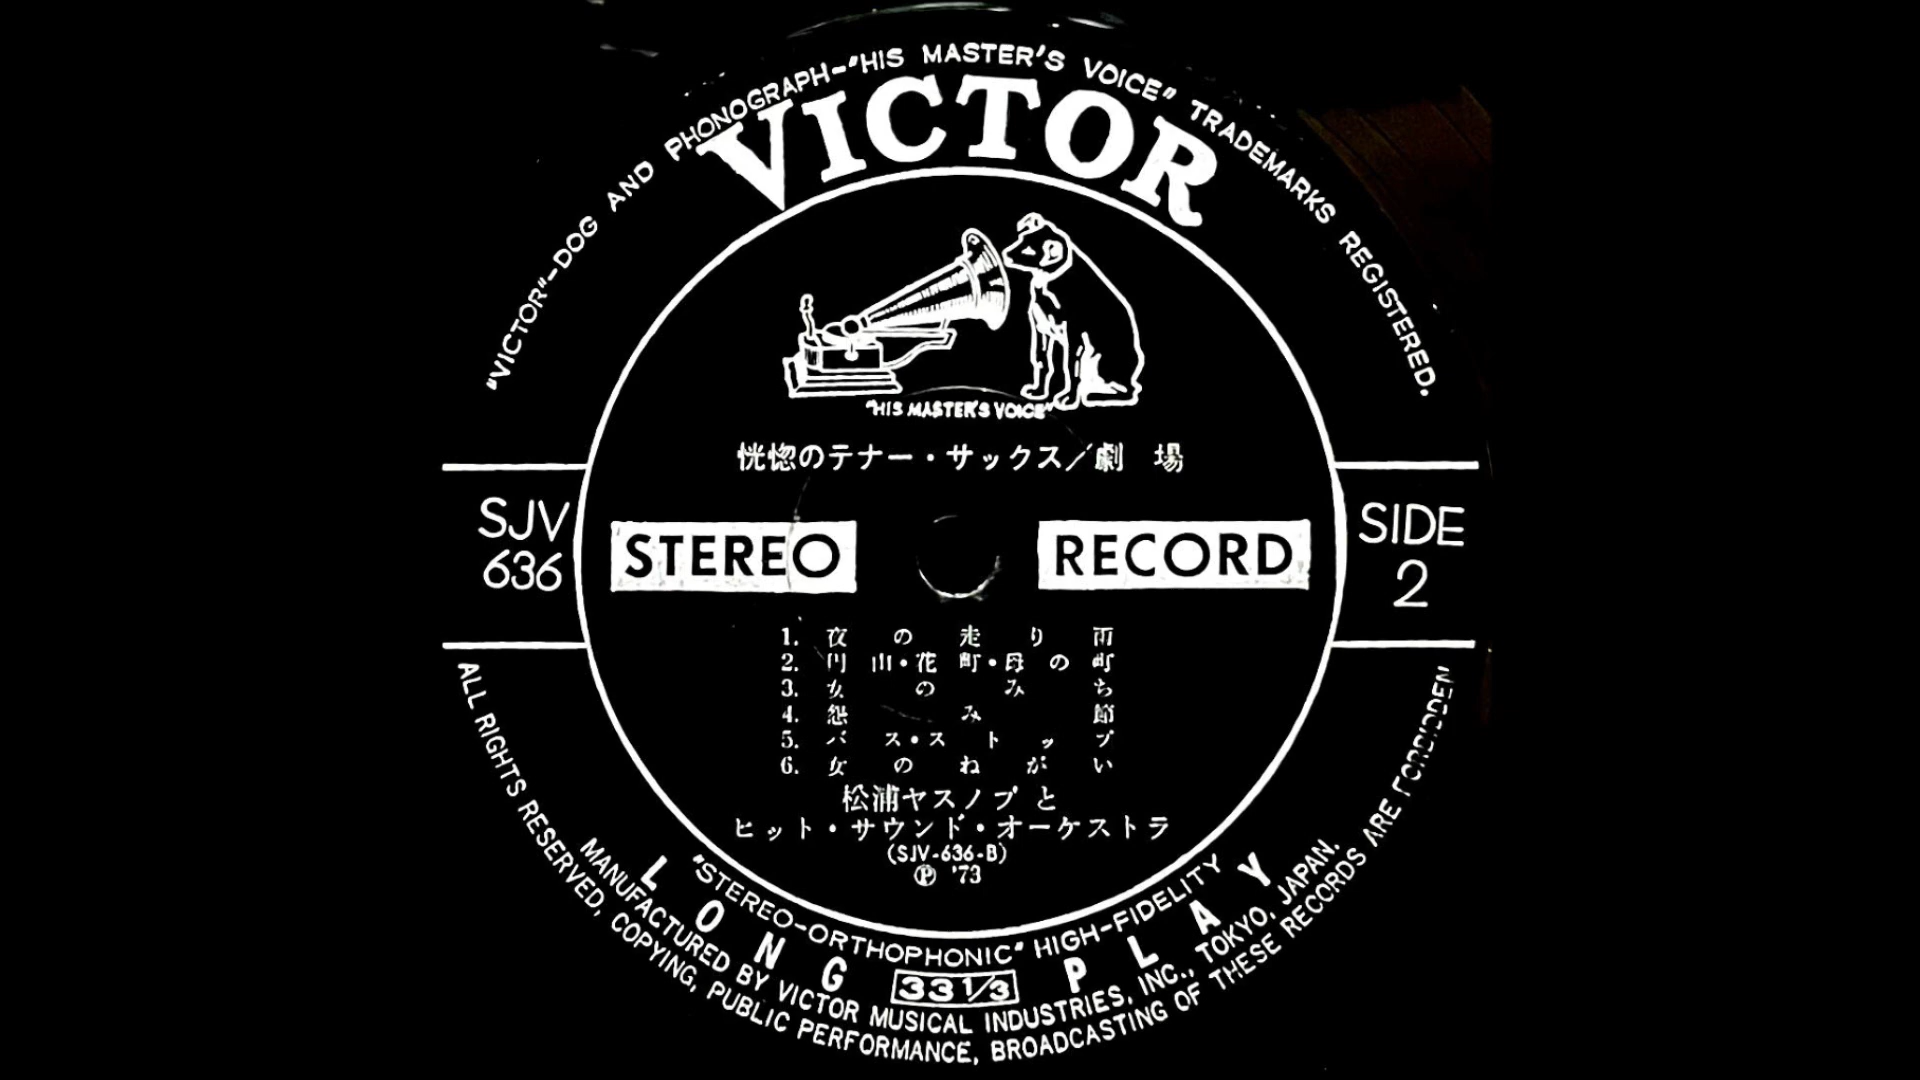 "VICTOR"-DOG AND PHONOGRAPH-"HIS MASTER'S VOICE" TRADEMARKS REGISTERED.
VICTOR
"HIS MASTER'S VOICE"
恍惚のテナー・サックス/劇 場
SJV
636
STEREO RECORD
SIDE
2
1. 夜の走り雨
2. 円山・花町・母の町
3. 女のみち
4. 怨み節
5. バス・ストップ
6. 女のねがい
松浦ヤスノブと
ヒット・サウンド・オーケストラ
(SJV-636-B)
Ⓟ '73
"STEREO-ORTHOPHONIC" HIGH-FIDELITY
LONG 33 1/3 PLAY
MANUFACTURED BY VICTOR MUSICAL INDUSTRIES, INC., TOKYO, JAPAN.
ALL RIGHTS RESERVED, COPYING, PUBLIC PERFORMANCE, BROADCASTING OF THESE RECORDS ARE FORBIDDEN